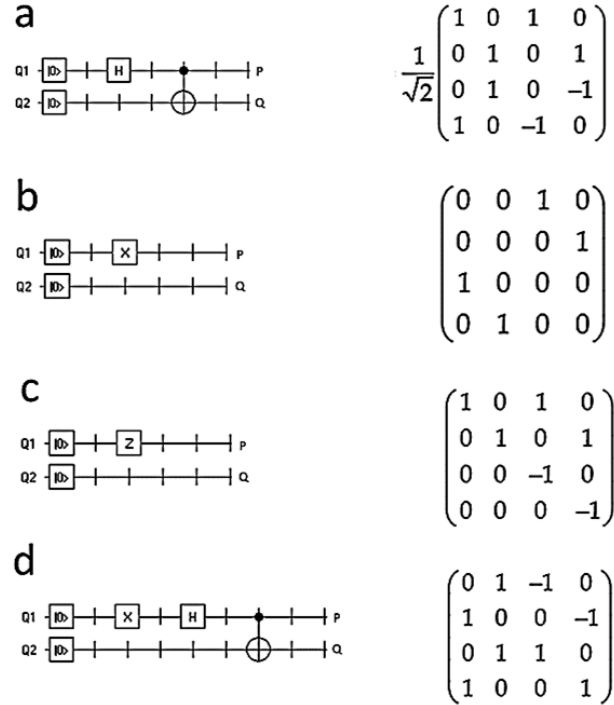 a
Q1 |0> H P
Q2 |0> Q
1
√2
1 0 1 0
0 1 0 1
0 1 0 –1
1 0 –1 0
b
Q1 |0> X P
Q2 |0> Q
0 0 1 0
0 0 0 1
1 0 0 0
0 1 0 0
c
Q1 |0> Z P
Q2 |0> Q
1 0 1 0
0 1 0 1
0 0 –1 0
0 0 0 –1
d
Q1 |0> X H P
Q2 |0> Q
0 1 –1 0
1 0 0 –1
0 1 1 0
1 0 0 1